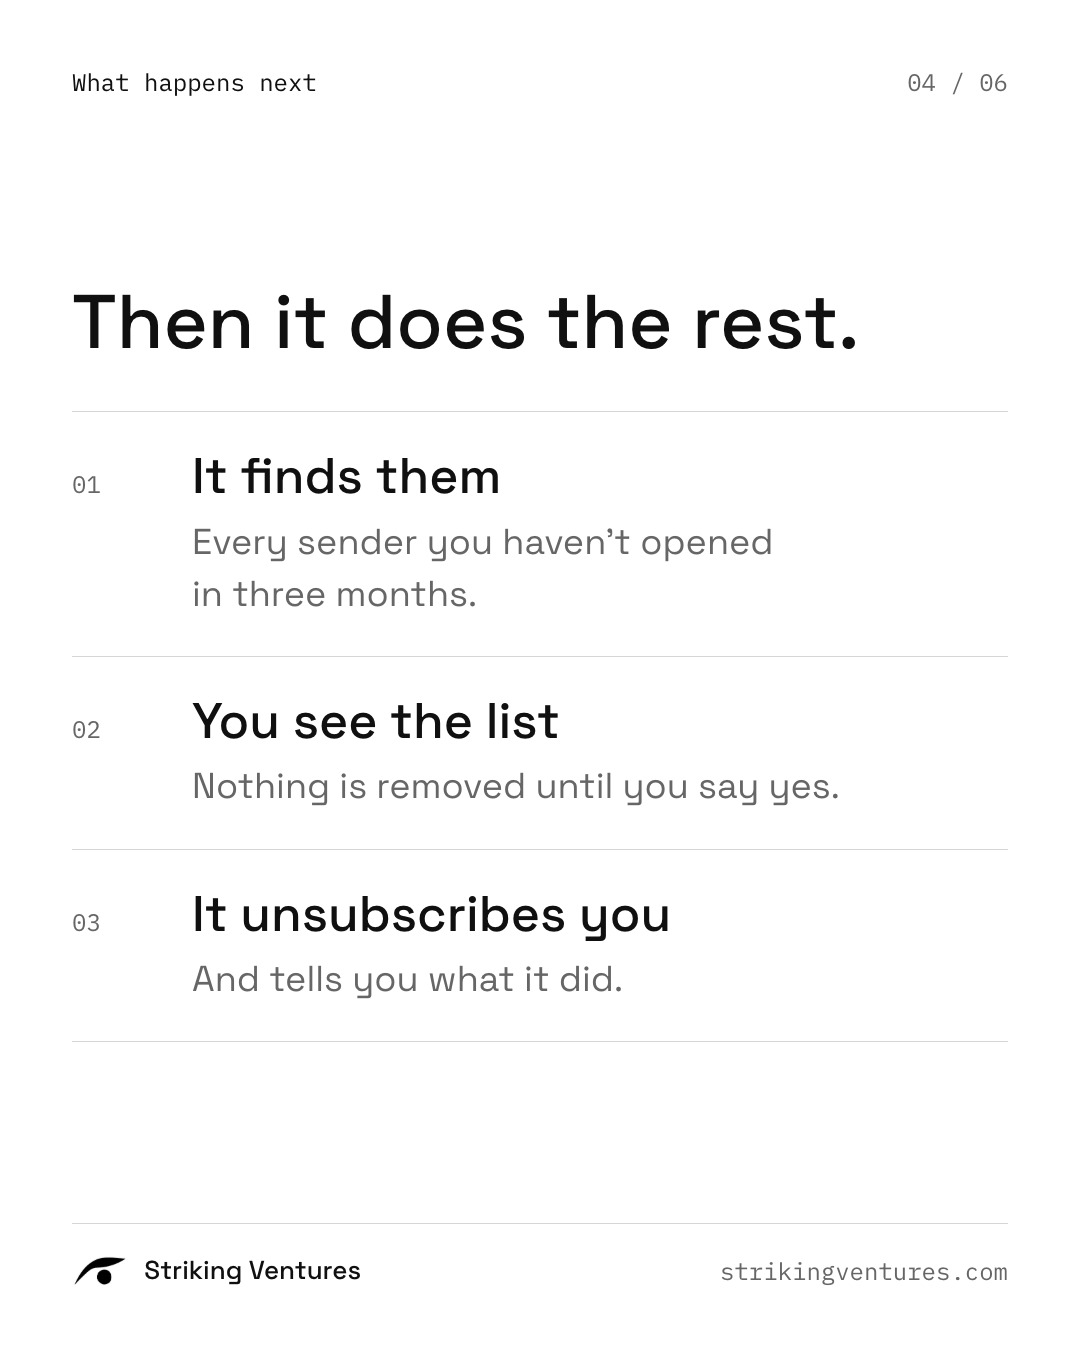 What happens next
04 / 06
Then it does the rest.
01
It finds them
Every sender you haven’t opened
in three months.
02
You see the list
Nothing is removed until you say yes.
03
It unsubscribes you
And tells you what it did.
Striking Ventures
strikingventures.com